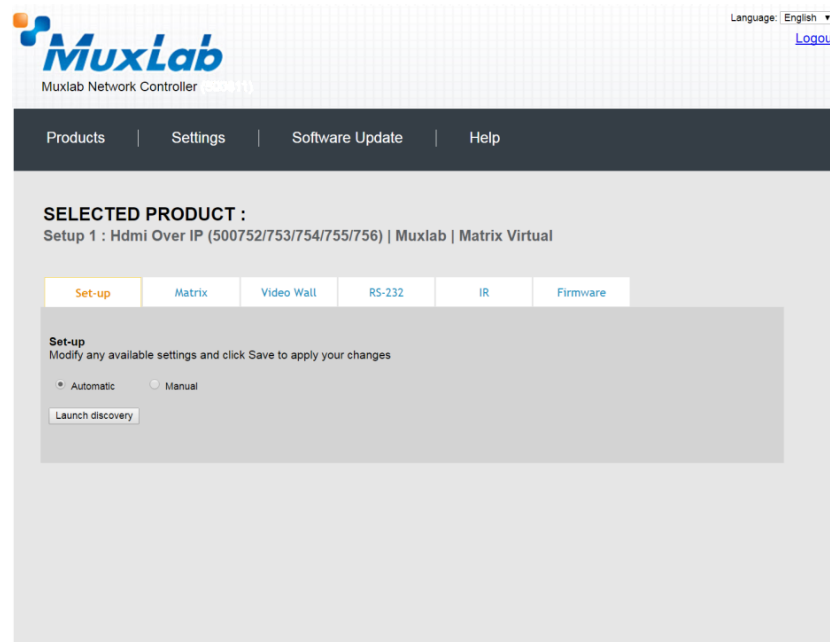 Language: English
Logou
MuxLab
Muxlab Network Controller
Products | Settings | Software Update | Help
SELECTED PRODUCT :
Setup 1 : Hdmi Over IP (500752/753/754/755/756) | Muxlab | Matrix Virtual
Set-up Matrix Video Wall RS-232 IR Firmware
Set-up
Modify any available settings and click Save to apply your changes
Automatic Manual
Launch discovery